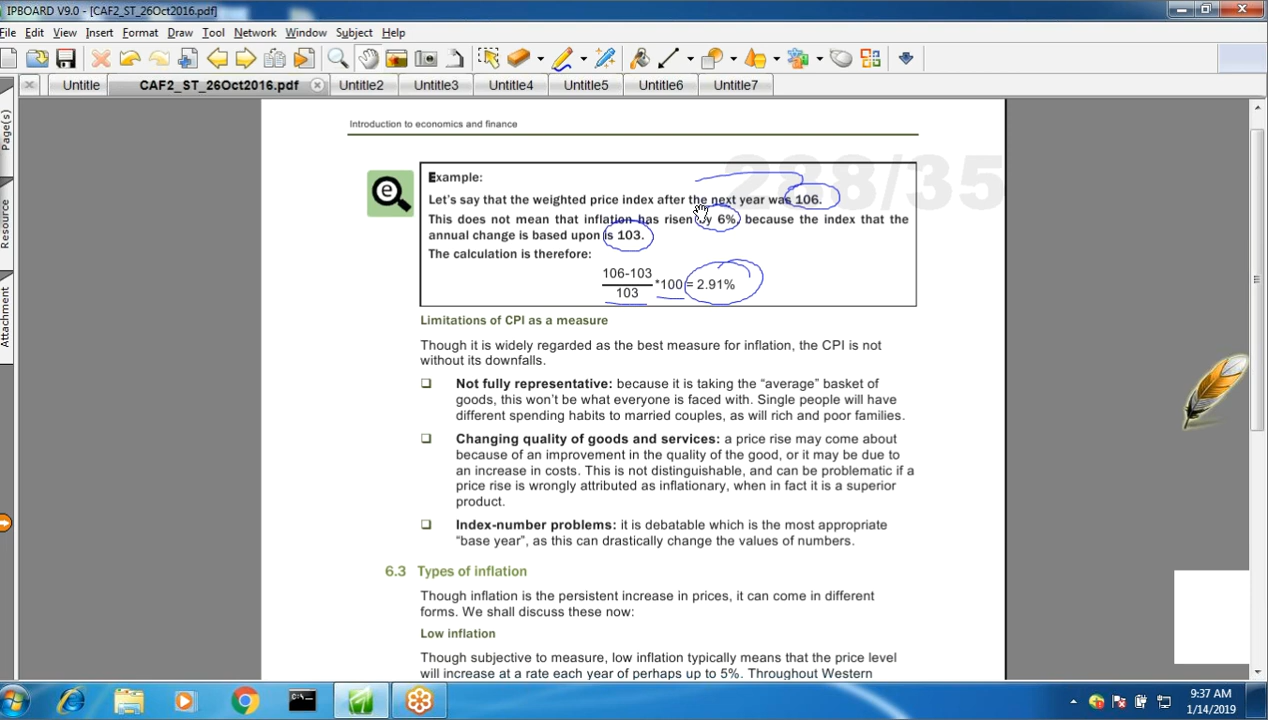 IPBOARD V9.0 - [CAF2_ST_26Oct2016.pdf]
File Edit View Insert Format Draw Tool Network Window Subject Help
Untitle CAF2_ST_26Oct2016.pdf Untitle2 Untitle3 Untitle4 Untitle5 Untitle6 Untitle7
Page(s)
Resource
Attachment
Introduction to economics and finance
288/35
e
Example:
Let's say that the weighted price index after the next year was 106.
This does not mean that inflation has risen by 6%, because the index that the
annual change is based upon is 103.
The calculation is therefore:
106-103
103
*100 = 2.91%
Limitations of CPI as a measure
Though it is widely regarded as the best measure for inflation, the CPI is not
without its downfalls.
❑ Not fully representative: because it is taking the “average” basket of
goods, this won’t be what everyone is faced with. Single people will have
different spending habits to married couples, as will rich and poor families.
❑ Changing quality of goods and services: a price rise may come about
because of an improvement in the quality of the good, or it may be due to
an increase in costs. This is not distinguishable, and can be problematic if a
price rise is wrongly attributed as inflationary, when in fact it is a superior
product.
❑ Index-number problems: it is debatable which is the most appropriate
“base year”, as this can drastically change the values of numbers.
6.3 Types of inflation
Though inflation is the persistent increase in prices, it can come in different
forms. We shall discuss these now:
Low inflation
Though subjective to measure, low inflation typically means that the price level
will increase at a rate each year of perhaps up to 5%. Throughout Western
9:37 AM
1/14/2019